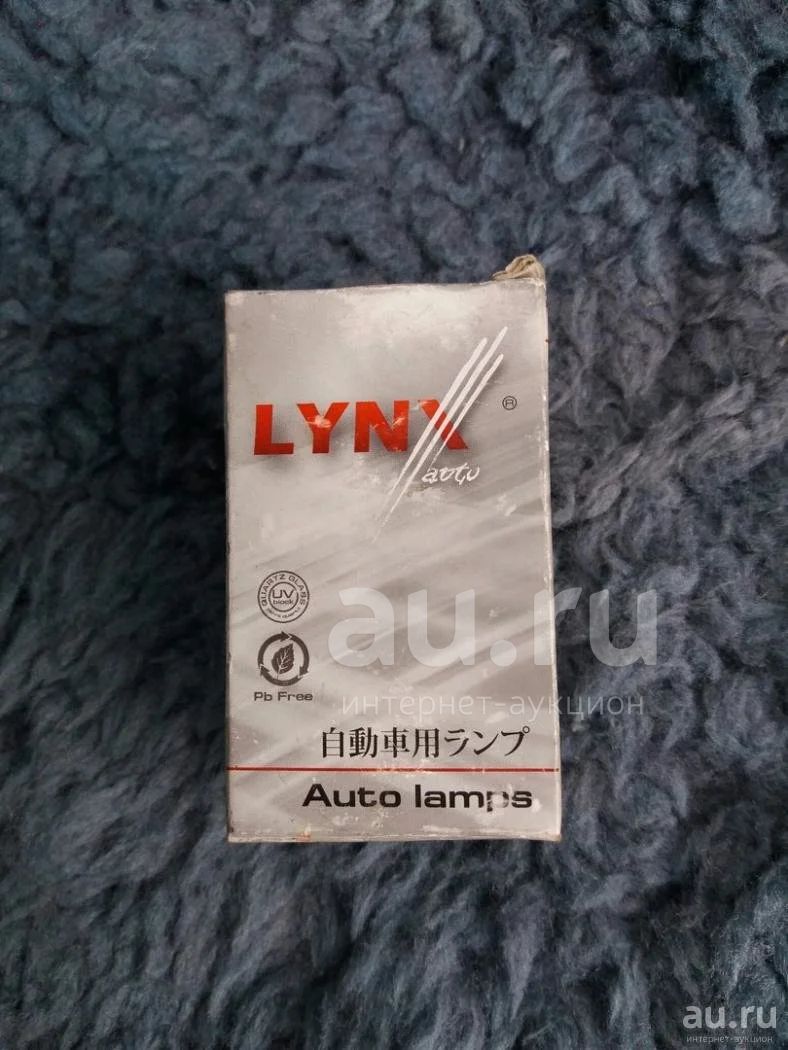 LYNX ®
auto
QUARTZ GLASS
UV
block
Pb Free
自動車用ランプ
Auto lamps
au.ru
интернет-аукцион
au.ru
интернет-аукцион